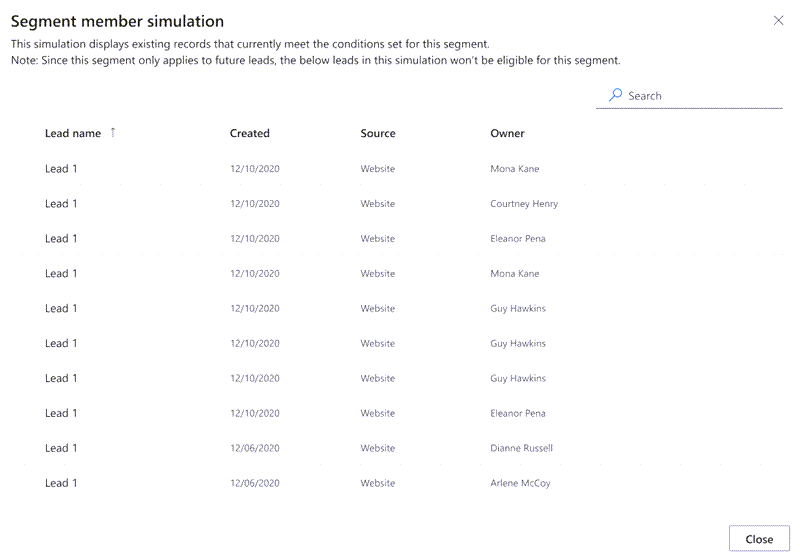 Segment member simulation
This simulation displays existing records that currently meet the conditions set for this segment.
Note: Since this segment only applies to future leads, the below leads in this simulation won't be eligible for this segment.
Search
Lead name ↑ Created Source Owner
Lead 1 12/10/2020 Website Mona Kane
Lead 1 12/10/2020 Website Courtney Henry
Lead 1 12/10/2020 Website Eleanor Pena
Lead 1 12/10/2020 Website Mona Kane
Lead 1 12/10/2020 Website Guy Hawkins
Lead 1 12/10/2020 Website Guy Hawkins
Lead 1 12/10/2020 Website Guy Hawkins
Lead 1 12/10/2020 Website Eleanor Pena
Lead 1 12/06/2020 Website Dianne Russell
Lead 1 12/06/2020 Website Arlene McCoy
Close